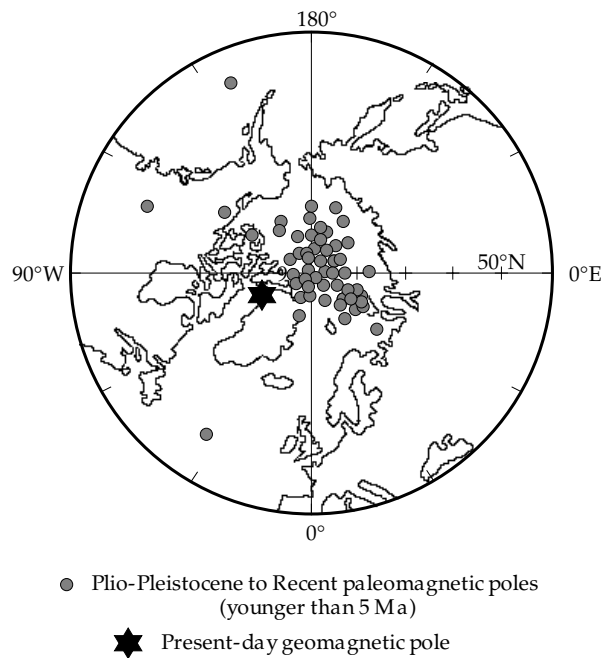 180°
90°W
50°N
0°E
0°
Plio-Pleistocene to Recent paleomagnetic poles
(younger than 5 Ma)
Present-day geomagnetic pole